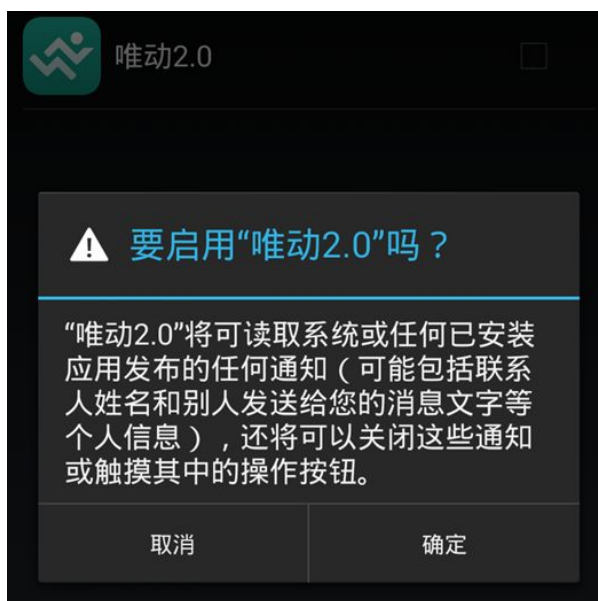 唯动2.0
要启用“唯动2.0”吗？
“唯动2.0”将可读取系统或任何已安装
应用发布的任何通知（可能包括联系
人姓名和别人发送给您的消息文字等
个人信息），还将可以关闭这些通知
或触摸其中的操作按钮。
取消
确定